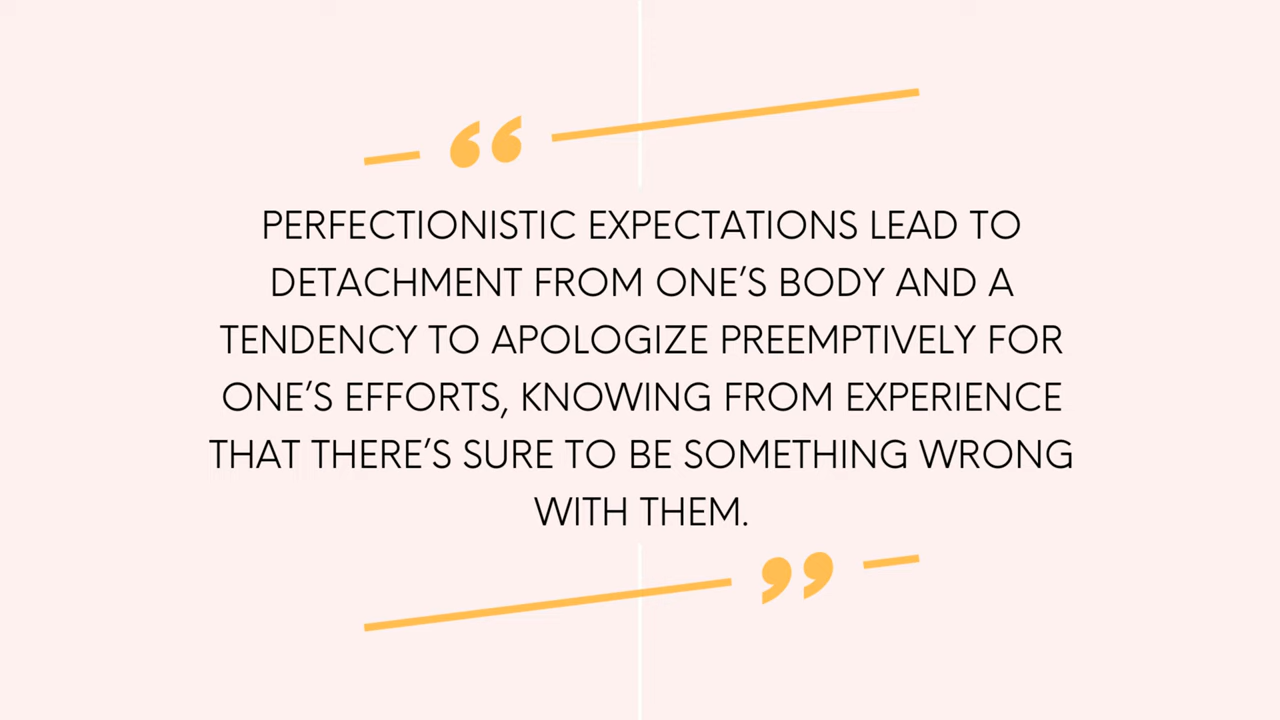 “
PERFECTIONISTIC EXPECTATIONS LEAD TO
DETACHMENT FROM ONE’S BODY AND A
TENDENCY TO APOLOGIZE PREEMPTIVELY FOR
ONE’S EFFORTS, KNOWING FROM EXPERIENCE
THAT THERE’S SURE TO BE SOMETHING WRONG
WITH THEM.
”